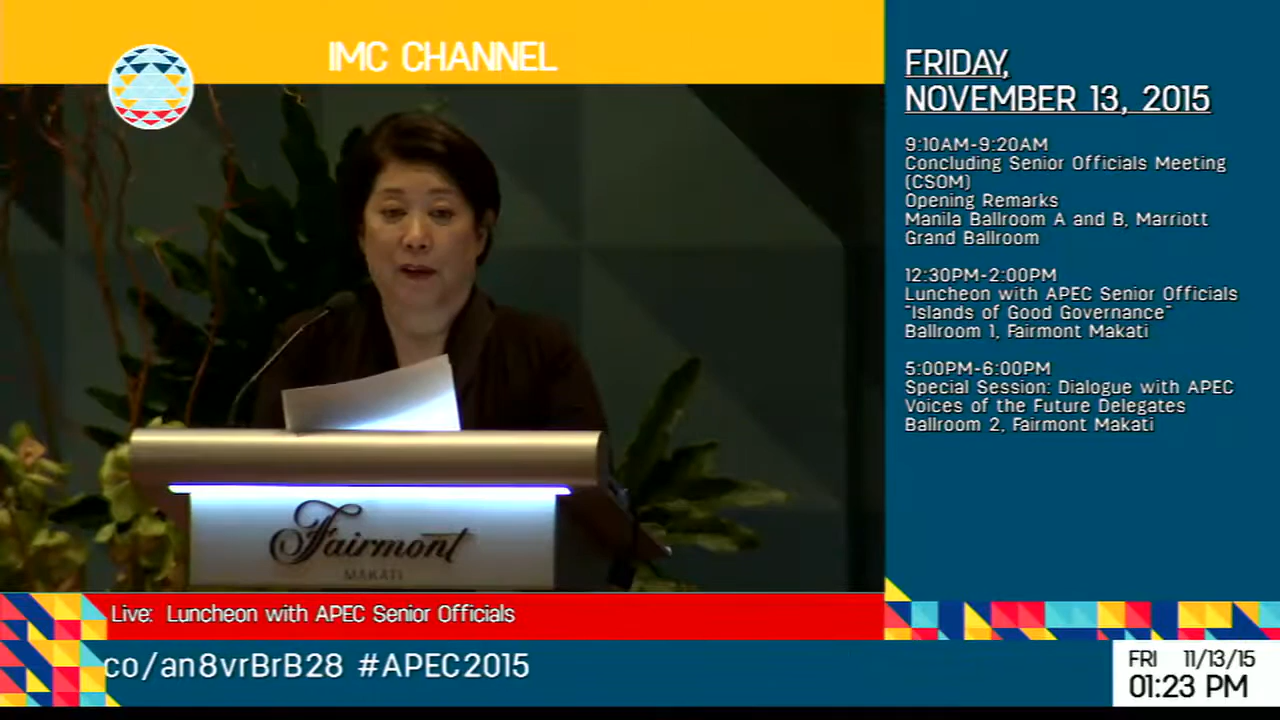 IMC CHANNEL
FRIDAY,
NOVEMBER 13, 2015
9:10AM-9:20AM
Concluding Senior Officials Meeting
(CSOM)
Opening Remarks
Manila Ballroom A and B, Marriott
Grand Ballroom
12:30PM-2:00PM
Luncheon with APEC Senior Officials
"Islands of Good Governance"
Ballroom 1, Fairmont Makati
5:00PM-6:00PM
Special Session: Dialogue with APEC
Voices of the Future Delegates
Ballroom 2, Fairmont Makati
Fairmont
MAKATI
Live: Luncheon with APEC Senior Officials
co/an8vrBrB28 #APEC2015
FRI 11/13/15
01:23 PM